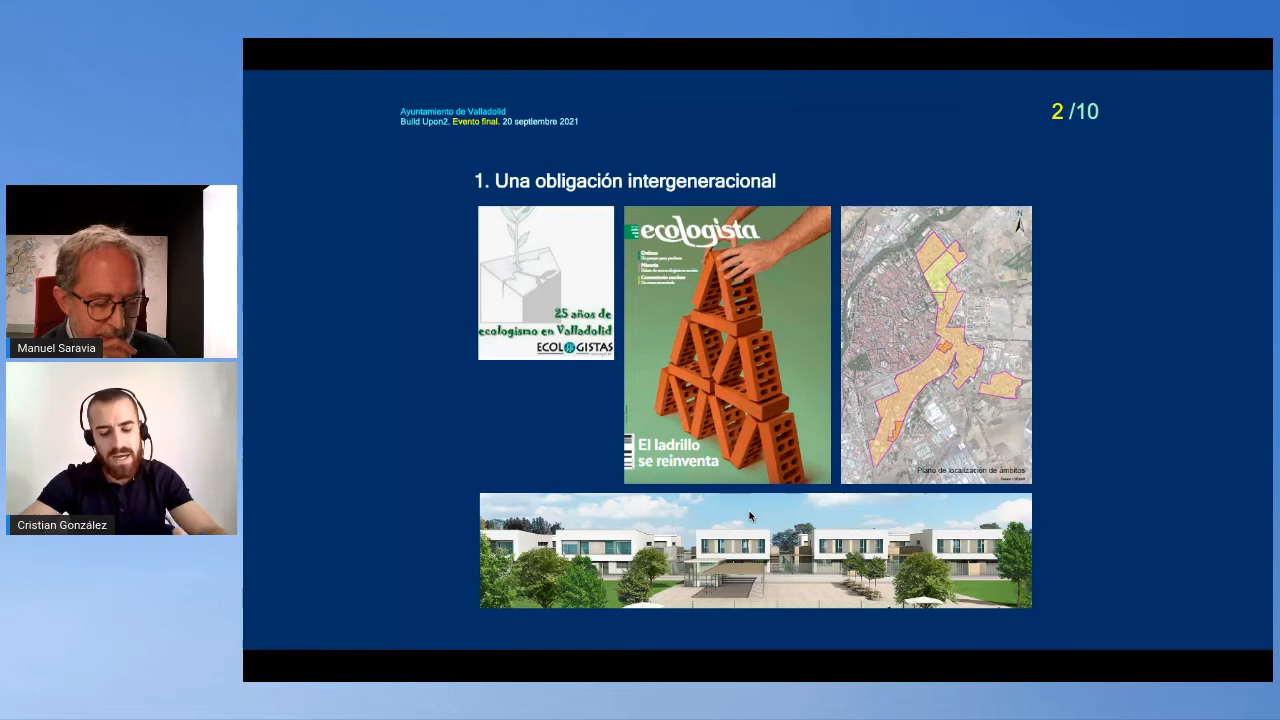 Ayuntamiento de Valladolid
Build Upon2. Evento final. 20 septiembre 2021
2 /10
1. Una obligación intergeneracional
25 años de
ecologismo en Valladolid
ECOLOGISTAS
ecologista
El ladrillo
se reinventa
N
Plano de localización de ámbitos
Manuel Saravia
Cristian González